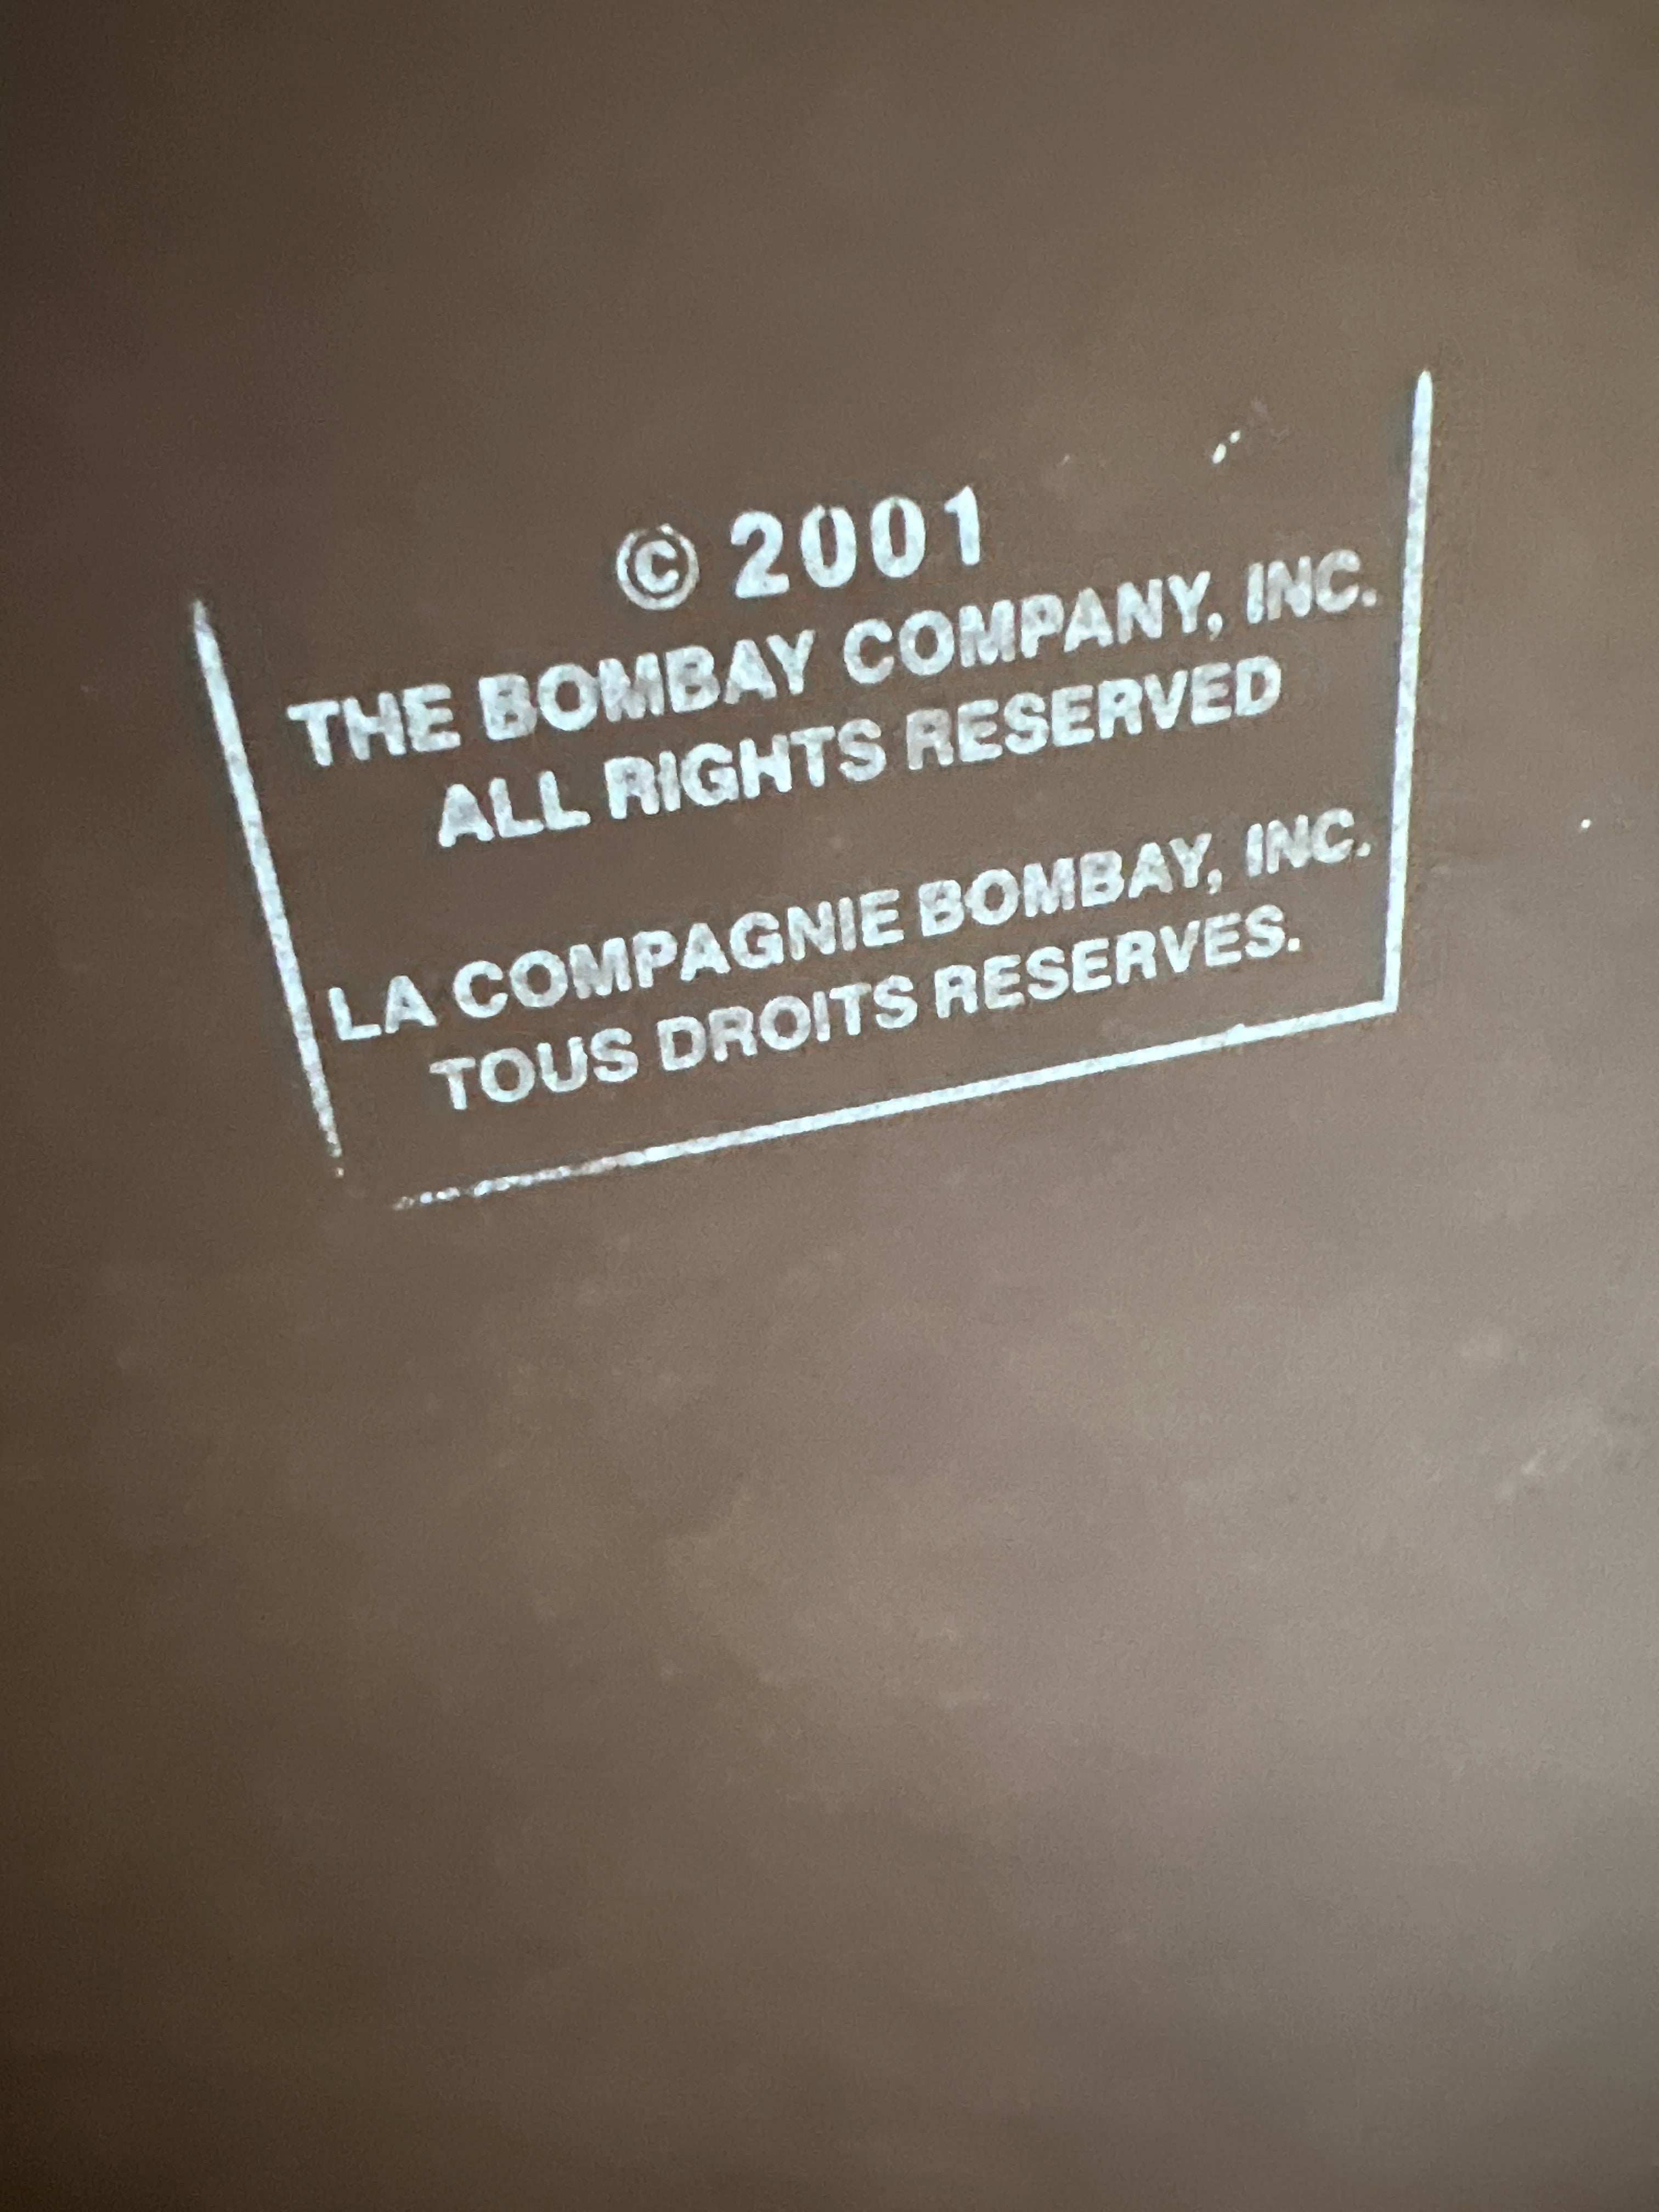 © 2001
THE BOMBAY COMPANY, INC.
ALL RIGHTS RESERVED
LA COMPAGNIE BOMBAY, INC.
TOUS DROITS RESERVES.